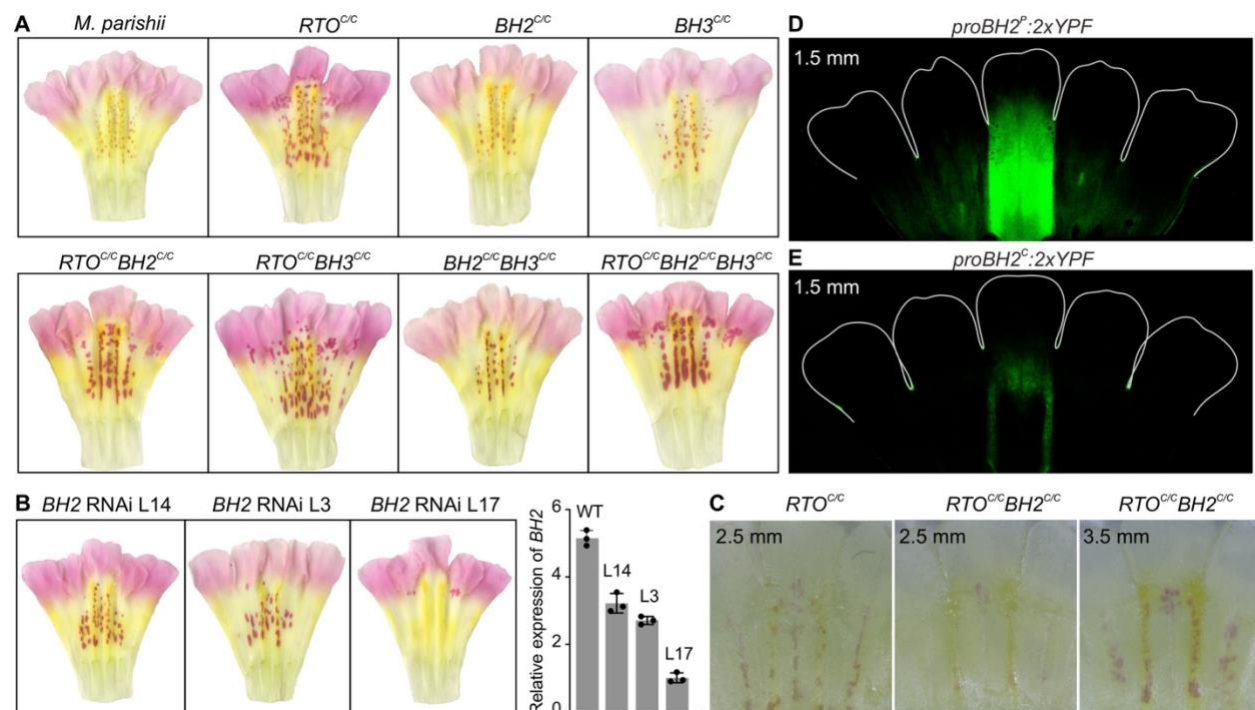 A
M. parishii
RTO^C/C
BH2^C/C
BH3^C/C
RTO^C/C BH2^C/C
RTO^C/C BH3^C/C
BH2^C/C BH3^C/C
RTO^C/C BH2^C/C BH3^C/C
B
BH2 RNAi L14
BH2 RNAi L3
BH2 RNAi L17
Relative expression of BH2
6
4
2
0
WT
L14
L3
L17
D
proBH2^P:2xYPF
1.5 mm
E
proBH2^C:2xYPF
1.5 mm
C
RTO^C/C
RTO^C/C BH2^C/C
RTO^C/C BH2^C/C
2.5 mm
2.5 mm
3.5 mm